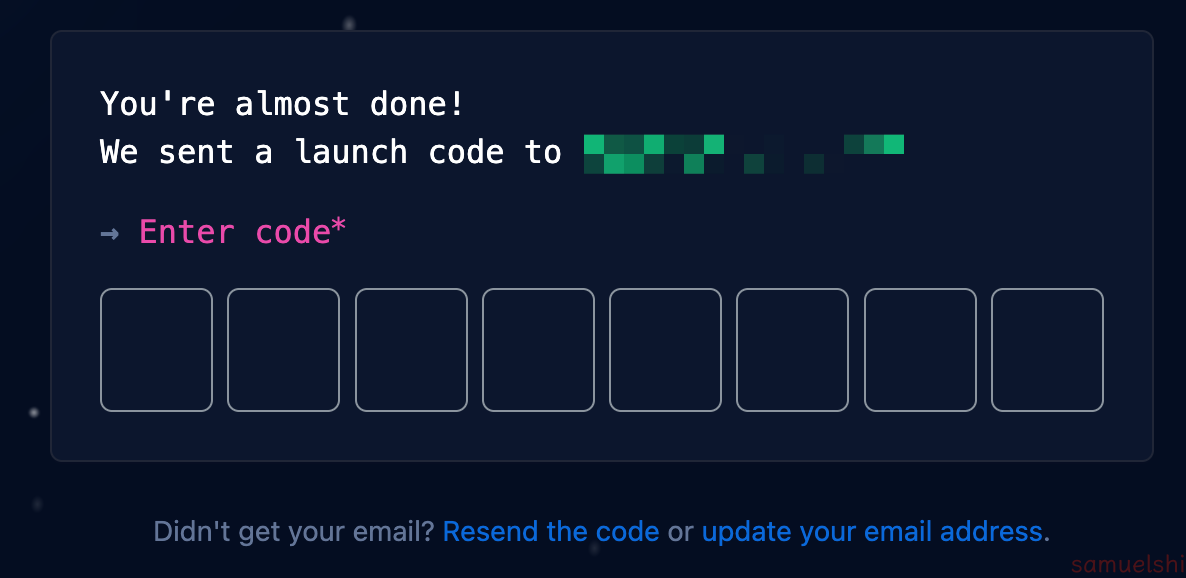 You're almost done!
We sent a launch code to
→ Enter code*
Didn't get your email? Resend the code or update your email address.
samuelshi